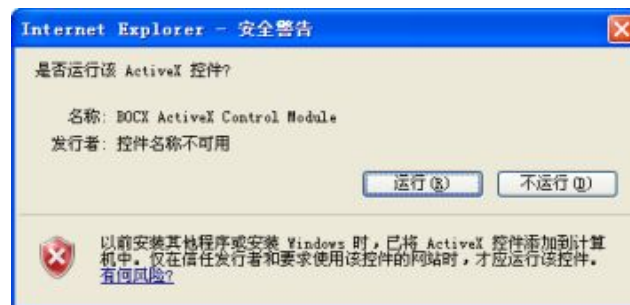 Internet Explorer - 安全警告
是否运行该 ActiveX 控件?
名称: BOCX ActiveX Control Module
发行者: 控件名称不可用
运行(R)
不运行(D)
以前安装其他程序或安装 Windows 时,已将 ActiveX 控件添加到计算
机中。仅在信任发行者和要求使用该控件的网站时,才应运行该控件。
有何风险?